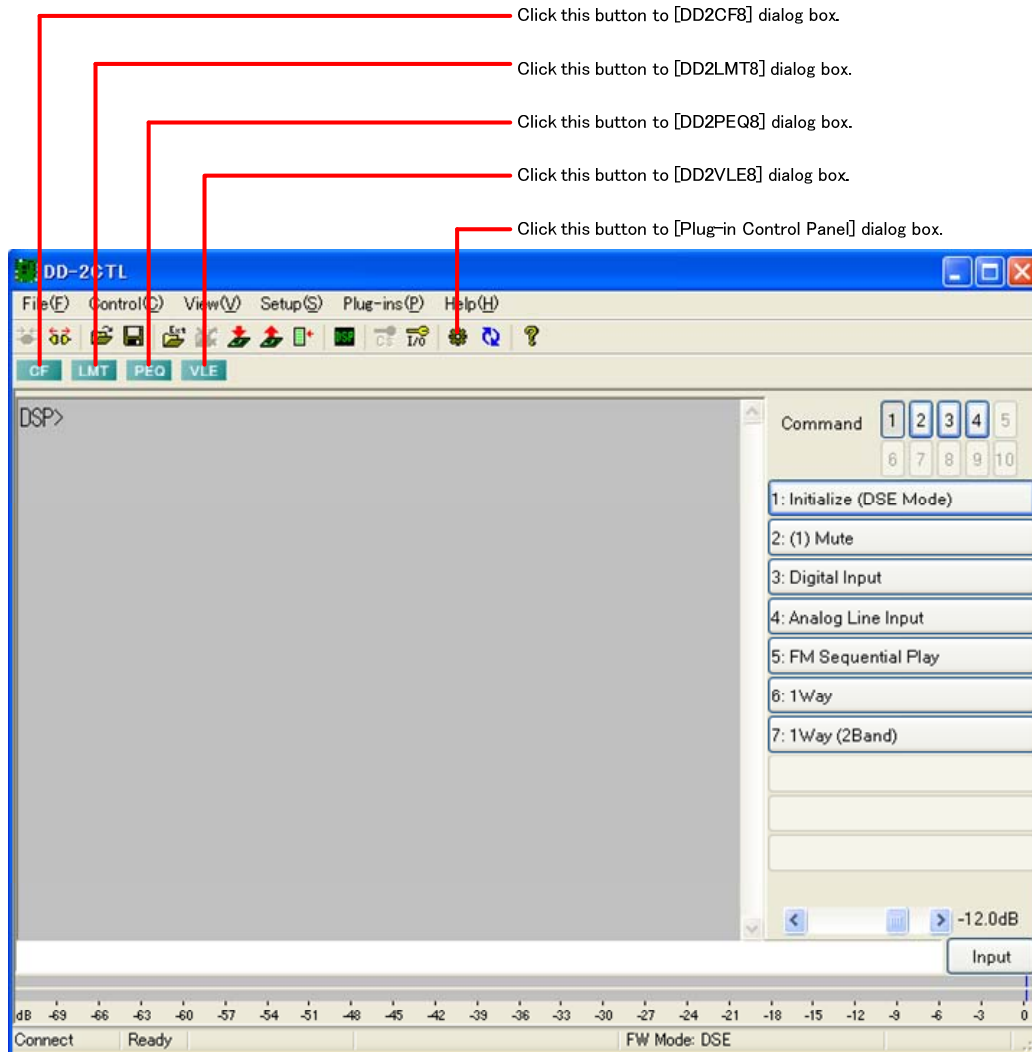 Click this button to [DD2CF8] dialog box.
Click this button to [DD2LMT8] dialog box.
Click this button to [DD2PEQ8] dialog box.
Click this button to [DD2VLE8] dialog box.
Click this button to [Plug-in Control Panel] dialog box.
DD-2CTL
File(F) Control(C) View(V) Setup(S) Plug-ins(P) Help(H)
Ext DSP CF I/O
CF LMT PEQ VLE
DSP>
Command 1 2 3 4 5
6 7 8 9 10
1: Initialize (DSE Mode)
2: (1) Mute
3: Digital Input
4: Analog Line Input
5: FM Sequential Play
6: 1Way
7: 1Way (2Band)
-12.0dB
Input
dB -69 -66 -63 -60 -57 -54 -51 -48 -45 -42 -39 -36 -33 -30 -27 -24 -21 -18 -15 -12 -9 -6 -3 0
Connect Ready FW Mode: DSE